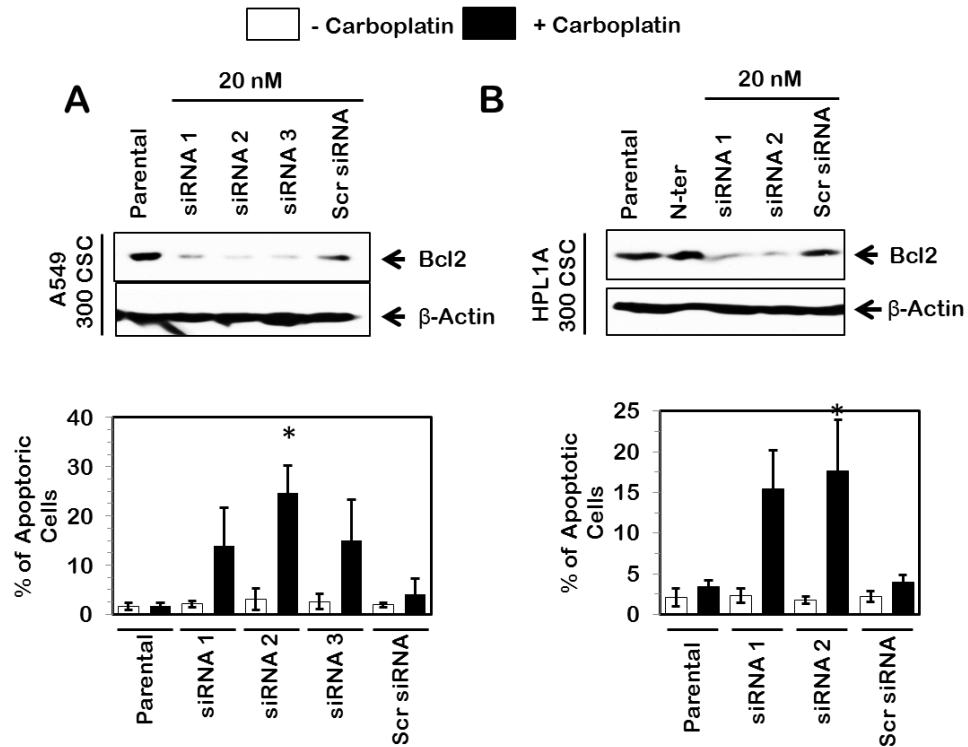 - Carboplatin + Carboplatin
A
20 nM
Parental
siRNA 1
siRNA 2
siRNA 3
Scr siRNA
A549
300 CSC
Bcl2
β-Actin
B
20 nM
Parental
N-ter
siRNA 1
siRNA 2
Scr siRNA
HPL1A
300 CSC
Bcl2
β-Actin
% of Apoptoric
Cells
40
30
20
10
0
*
Parental
siRNA 1
siRNA 2
siRNA 3
Scr siRNA
% of Apoptotic
Cells
25
20
15
10
5
0
*
Parental
siRNA 1
siRNA 2
Scr siRNA